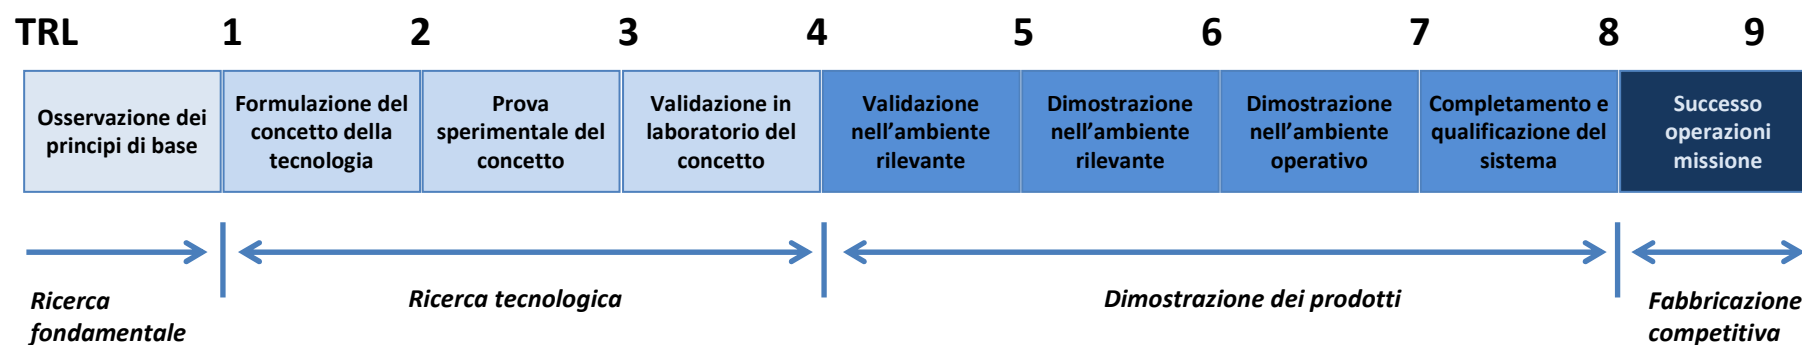 TRL 1 2 3 4 5 6 7 8 9
Osservazione dei
principi di base
Formulazione del
concetto della
tecnologia
Prova
sperimentale del
concetto
Validazione in
laboratorio del
concetto
Validazione
nell’ambiente
rilevante
Dimostrazione
nell’ambiente
rilevante
Dimostrazione
nell’ambiente
operativo
Completamento e
qualificazione del
sistema
Successo
operazioni
missione
Ricerca
fondamentale
Ricerca tecnologica
Dimostrazione dei prodotti
Fabbricazione
competitiva